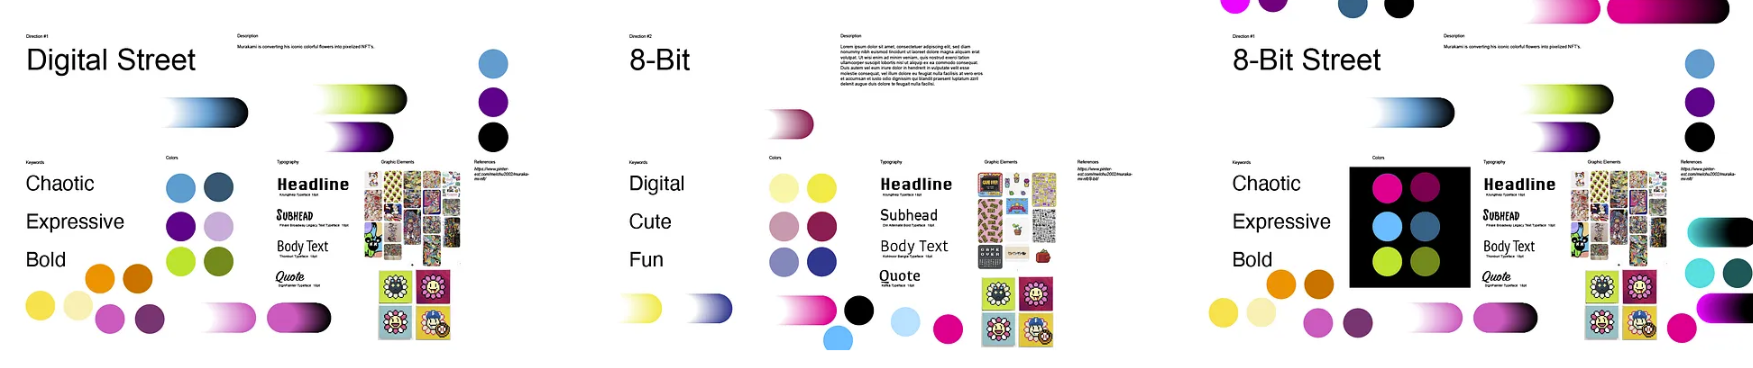 Direction #1
Digital Street
Description
Murakami is converting his iconic colorful flowers into pixelized NFT's.
Keywords
Chaotic
Expressive
Bold
Colors
Typography
Headline
Subhead
Body Text
Quote
Graphic Elements
References
Direction #2
8-Bit
Description
Lorem ipsum dolor sit amet, consectetuer adipiscing elit, sed diam
nonummy nibh euismod tincidunt ut laoreet dolore magna aliquam erat
volutpat. Ut wisi enim ad minim veniam, quis nostrud exerci tation
ullamcorper suscipit lobortis nisl ut aliquip ex ea commodo consequat.
Duis autem vel eum iriure dolor in hendrerit in vulputate velit esse
molestie consequat, vel illum dolore eu feugiat nulla facilisis at vero eros
et accumsan et iusto odio dignissim qui blandit praesent luptatum zzril
delenit augue duis dolore te feugait nulla facilisi.
Keywords
Digital
Cute
Fun
Colors
Typography
Headline
Subhead
Body Text
Quote
Graphic Elements
References
Direction #1
8-Bit Street
Description
Murakami is converting his iconic colorful flowers into pixelized NFT's.
Keywords
Chaotic
Expressive
Bold
Colors
Typography
Headline
Subhead
Body Text
Quote
Graphic Elements
References